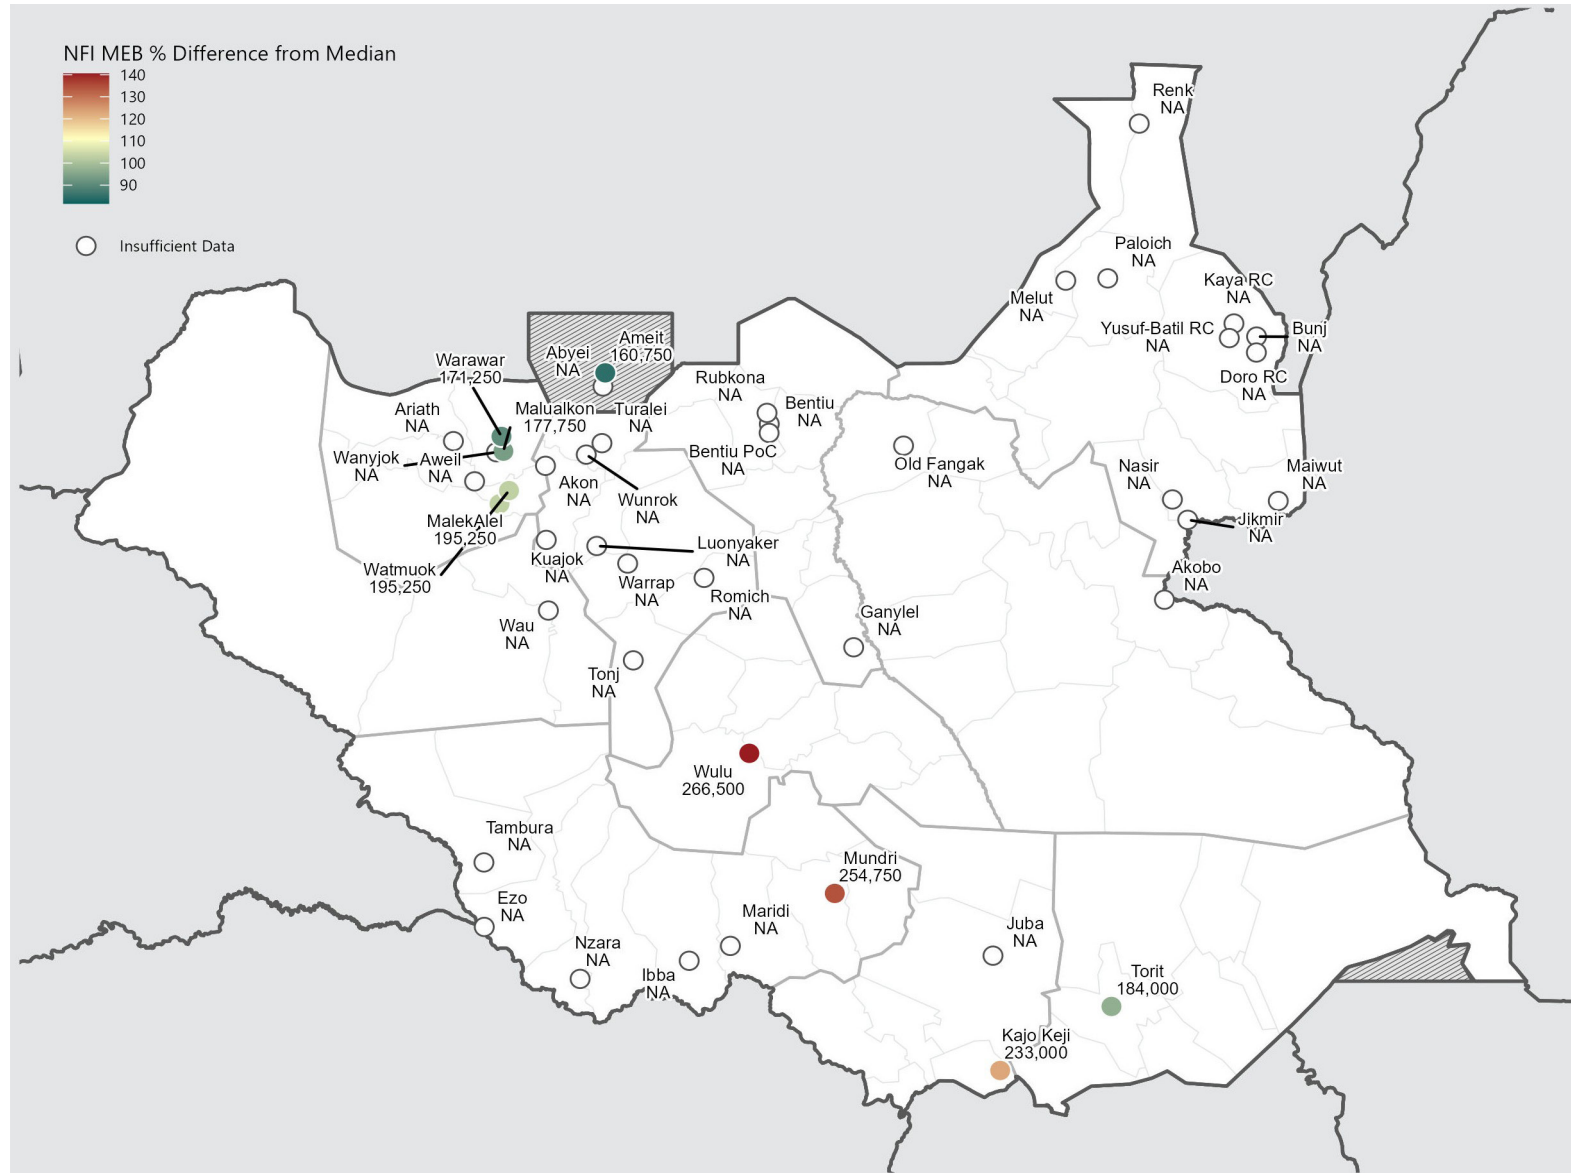 NFI MEB % Difference from Median
140
130
120
110
100
90
Insufficient Data
Renk
NA
Paloich
NA
Melut
NA
Kaya RC
NA
Yusuf-Batil RC
NA
Bunj
NA
Doro RC
NA
Ameit
160,750
Abyei
NA
Warawar
171,250
Rubkona
NA
Bentiu
NA
Malualkon
177,750
Turalei
NA
Ariath
NA
Wanyjok
NA
Aweil
NA
Bentiu PoC
NA
Old Fangak
NA
Nasir
NA
Maiwut
NA
Akon
NA
Wunrok
NA
MalekAlel
195,250
Jikmir
NA
Luonyaker
NA
Kuajok
NA
Watmuok
195,250
Warrap
NA
Akobo
NA
Romich
NA
Ganylel
NA
Wau
NA
Tonj
NA
Wulu
266,500
Tambura
NA
Mundri
254,750
Ezo
NA
Maridi
NA
Juba
NA
Nzara
NA
Ibba
NA
Torit
184,000
Kajo Keji
233,000